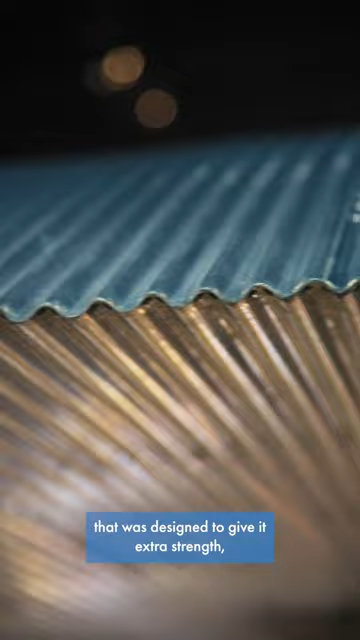 that was designed to give it
extra strength,